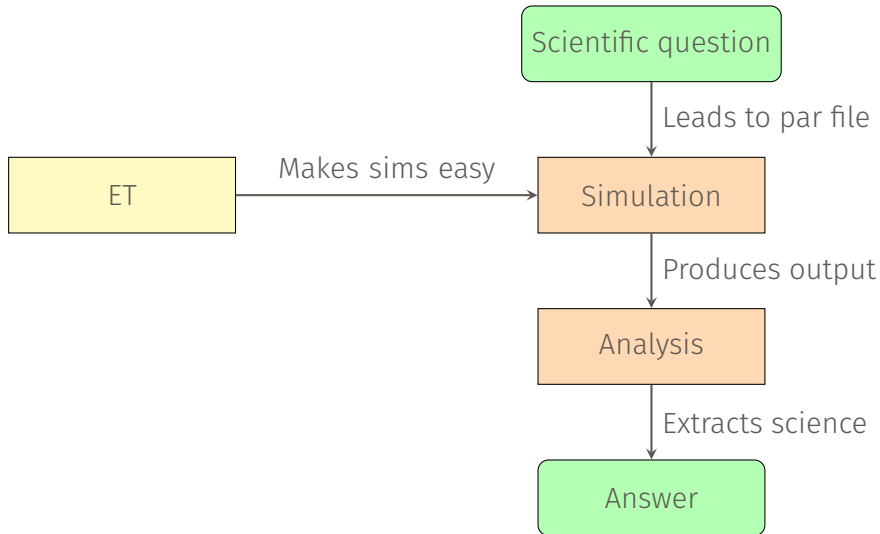 Scientific question
Leads to par file
ET
Makes sims easy
Simulation
Produces output
Analysis
Extracts science
Answer